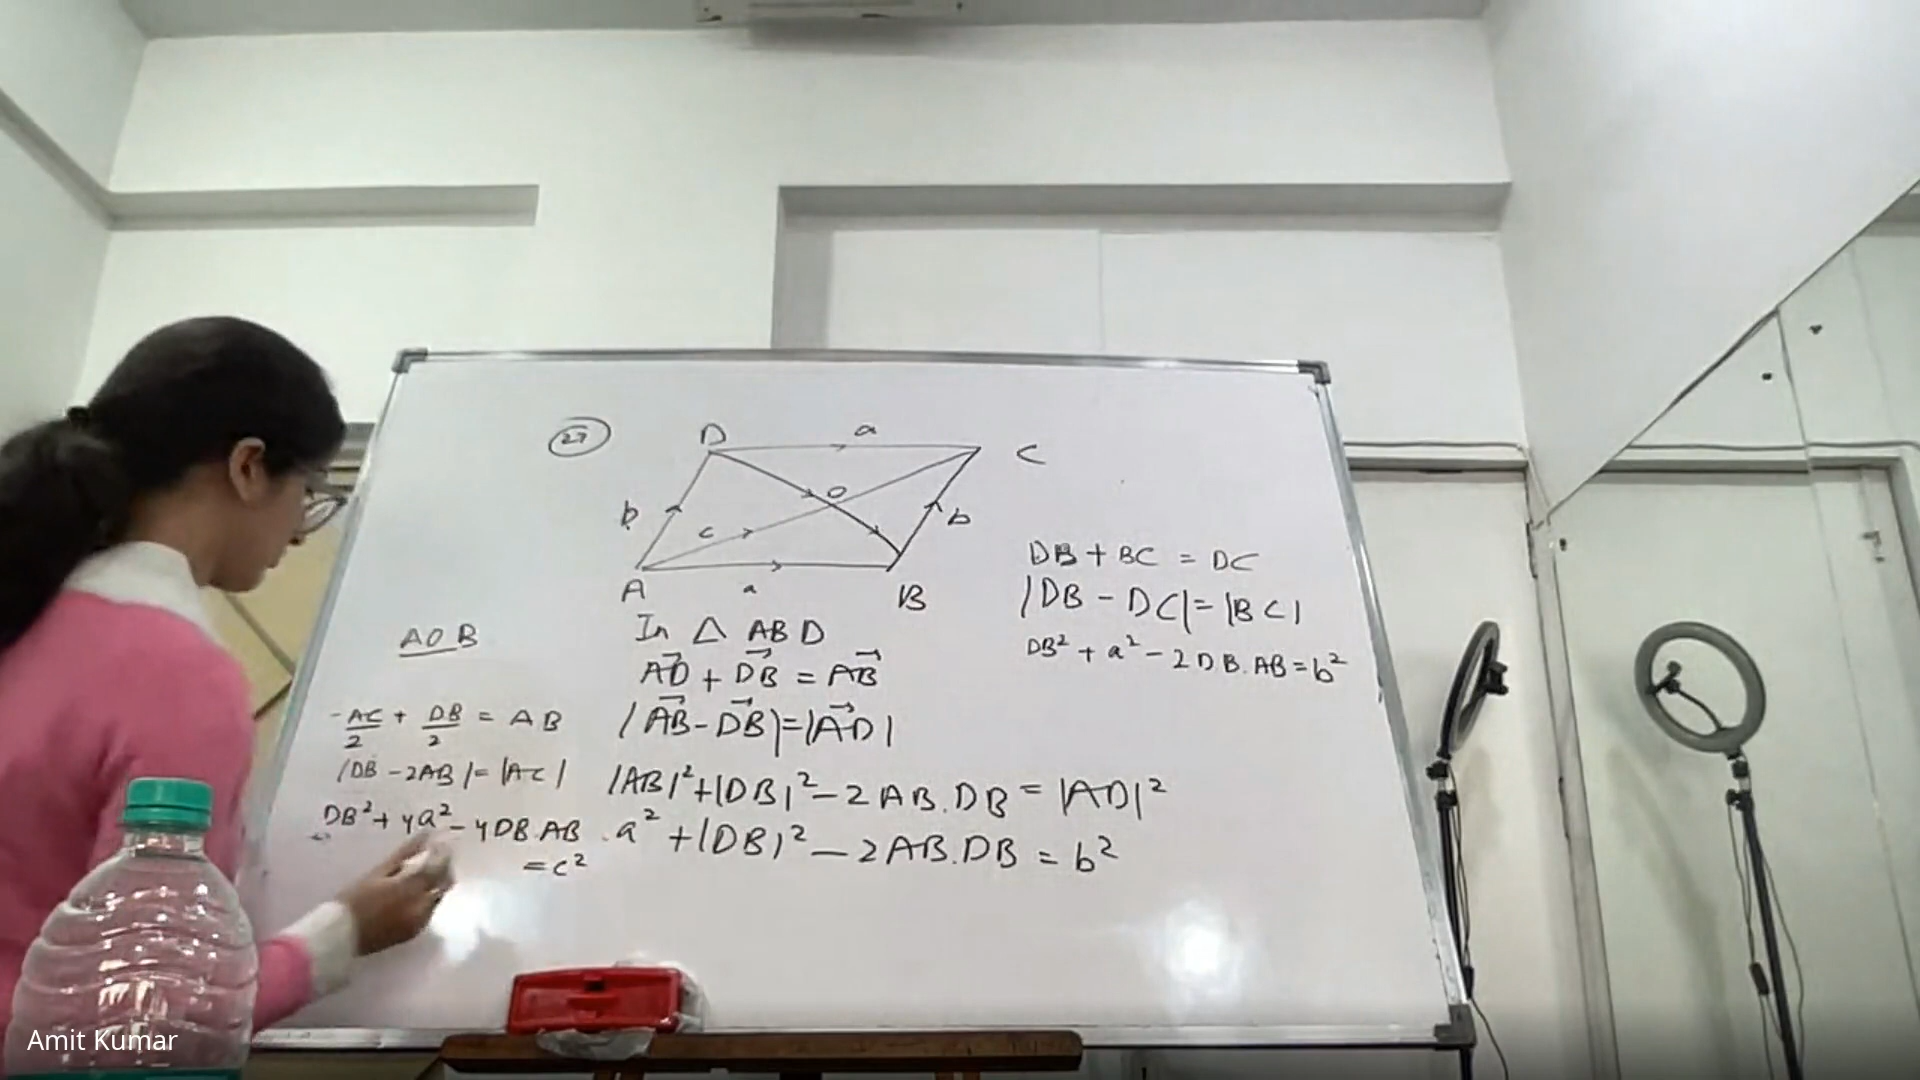 27
D a C
O
b c b
A a B
In △ ABD
AD + DB = AB
|AB - DB| = |AD|
|AB|² + |DB|² - 2AB.DB = |AD|²
a² + |DB|² - 2AB.DB = b²
AOB
-AC/2 + DB/2 = AB
|DB - 2AB| = |AC|
DB² + 4a² - 4DB.AB
= c²
DB + BC = DC
|DB - DC| = |BC|
DB² + a² - 2DB.AB = b²
Amit Kumar